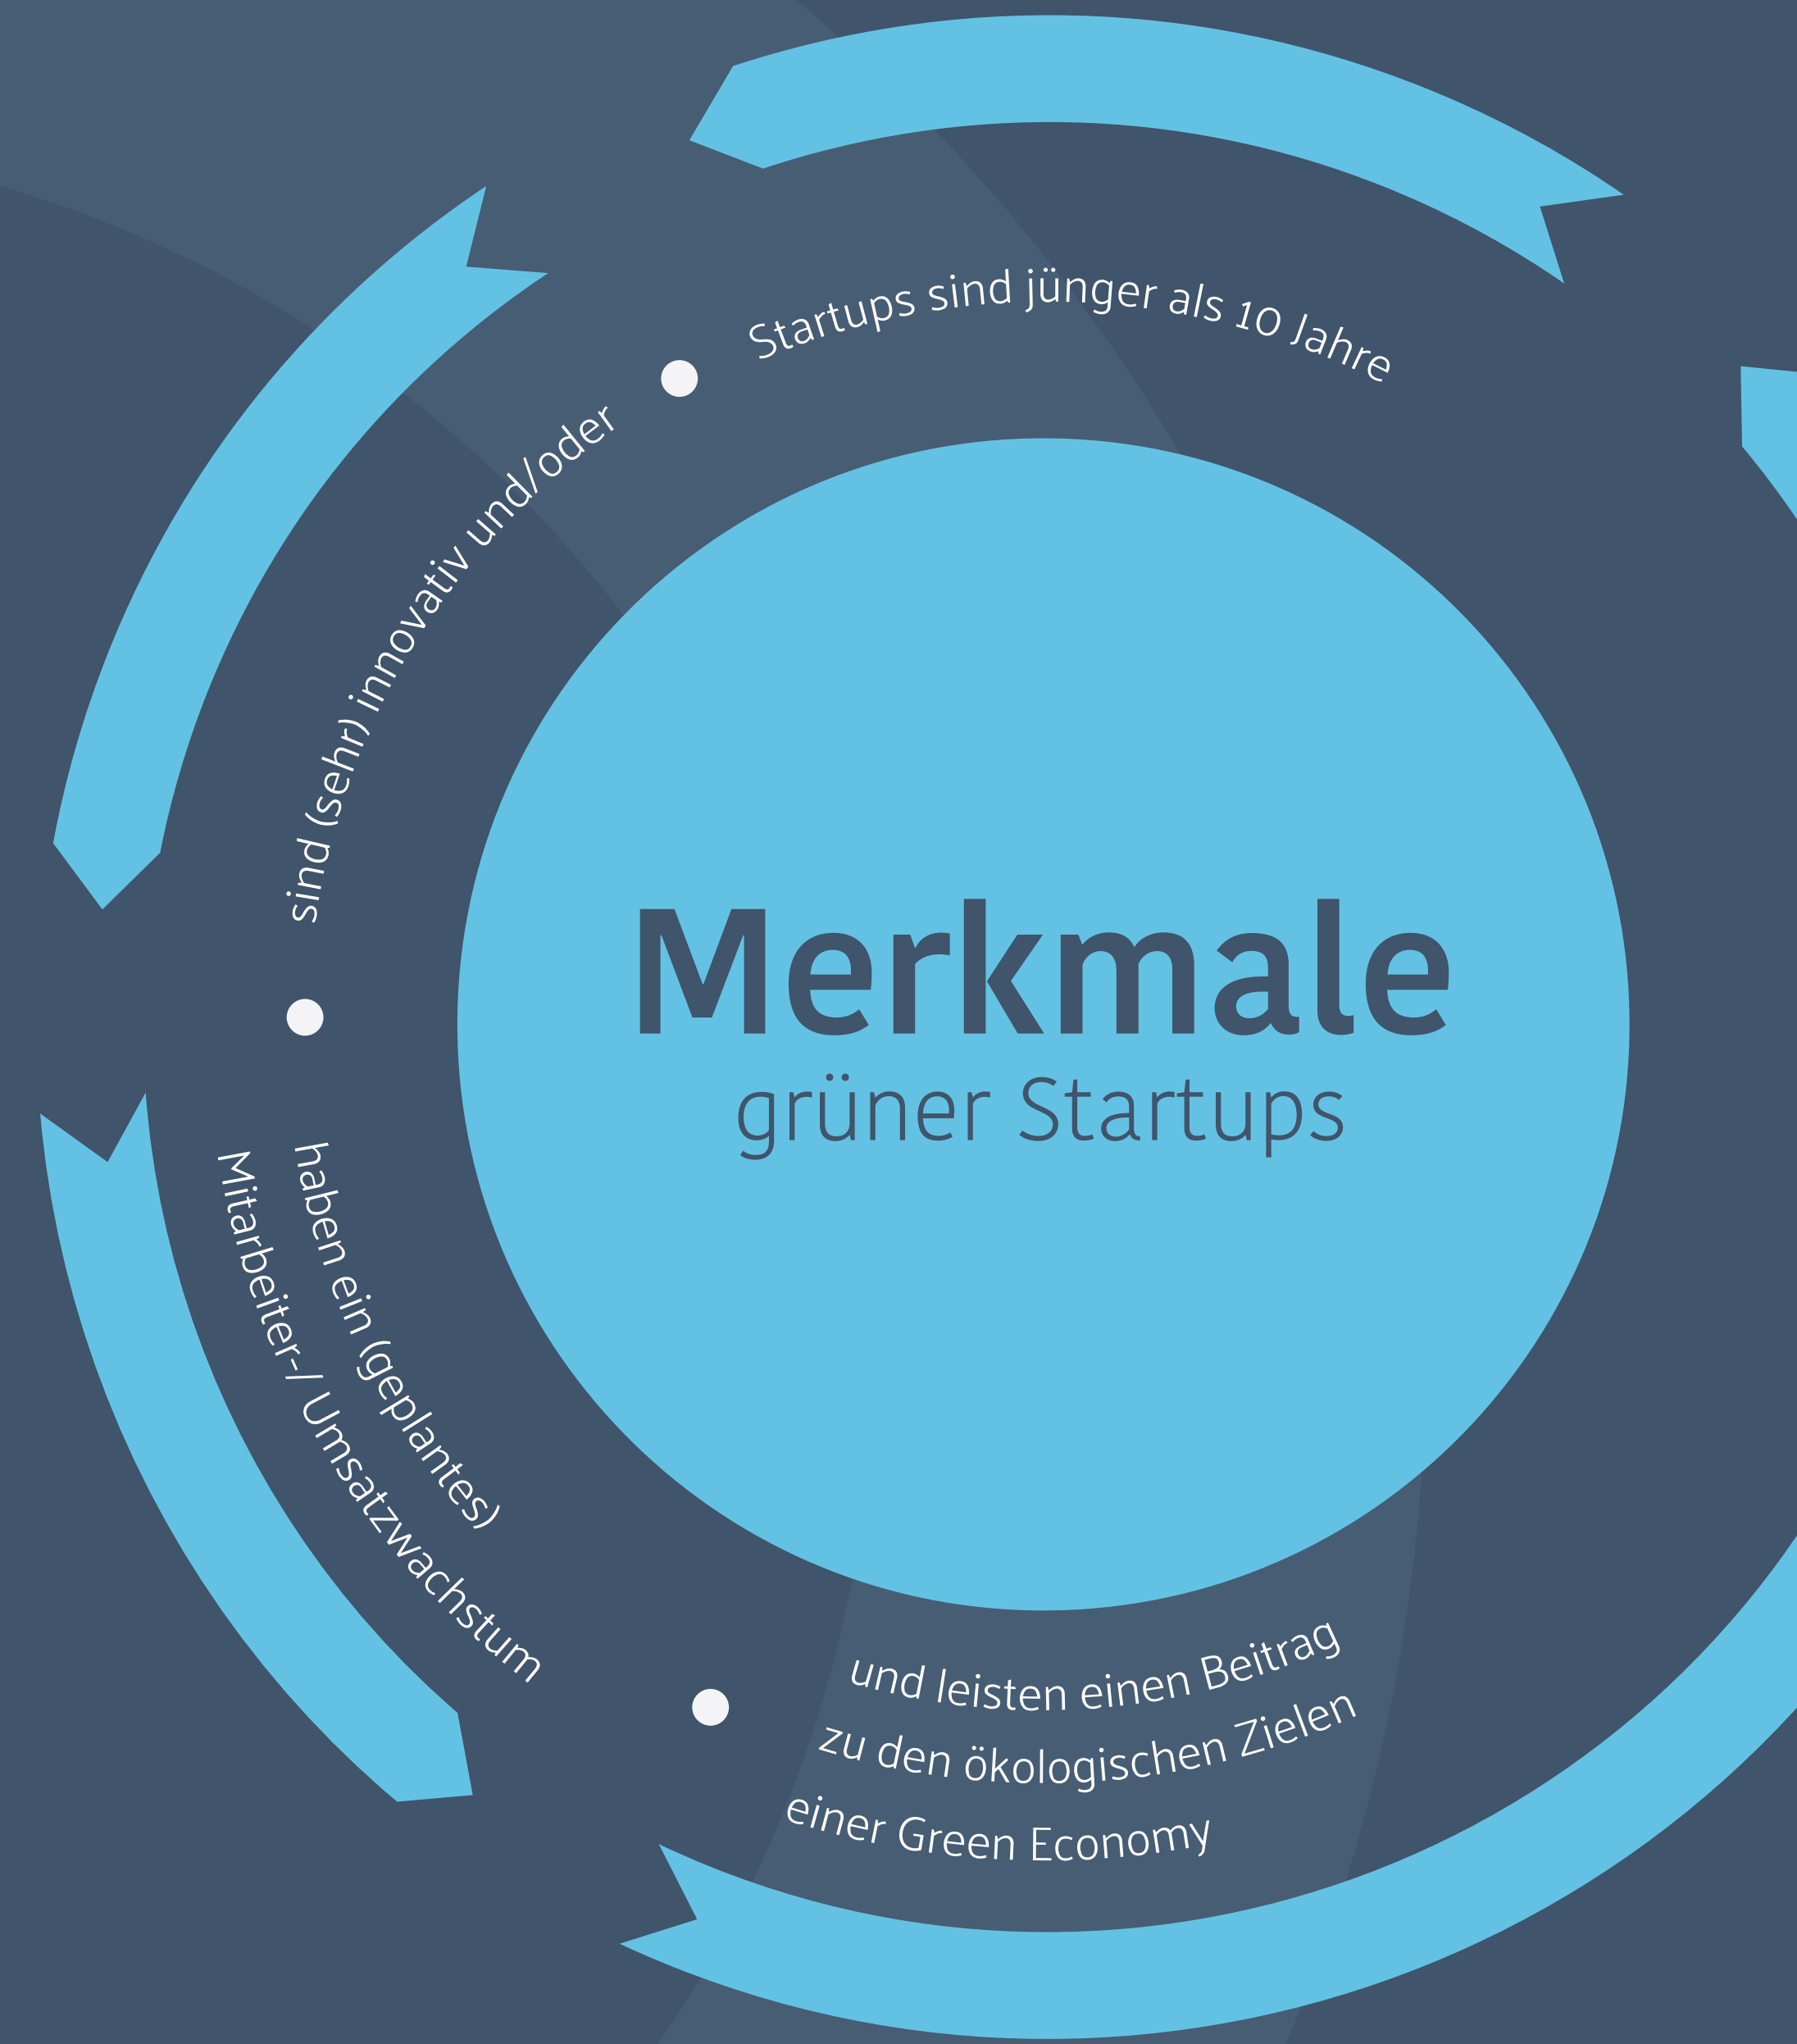 Merkmale
grüner Startups
Startups sind jünger als 10 Jahre
sind (sehr) innovativ und/oder
haben ein (geplantes)
Mitarbeiter-/ Umsatzwachstum
und leisten einen Beitrag
zu den ökologischen Zielen
einer Green Economy